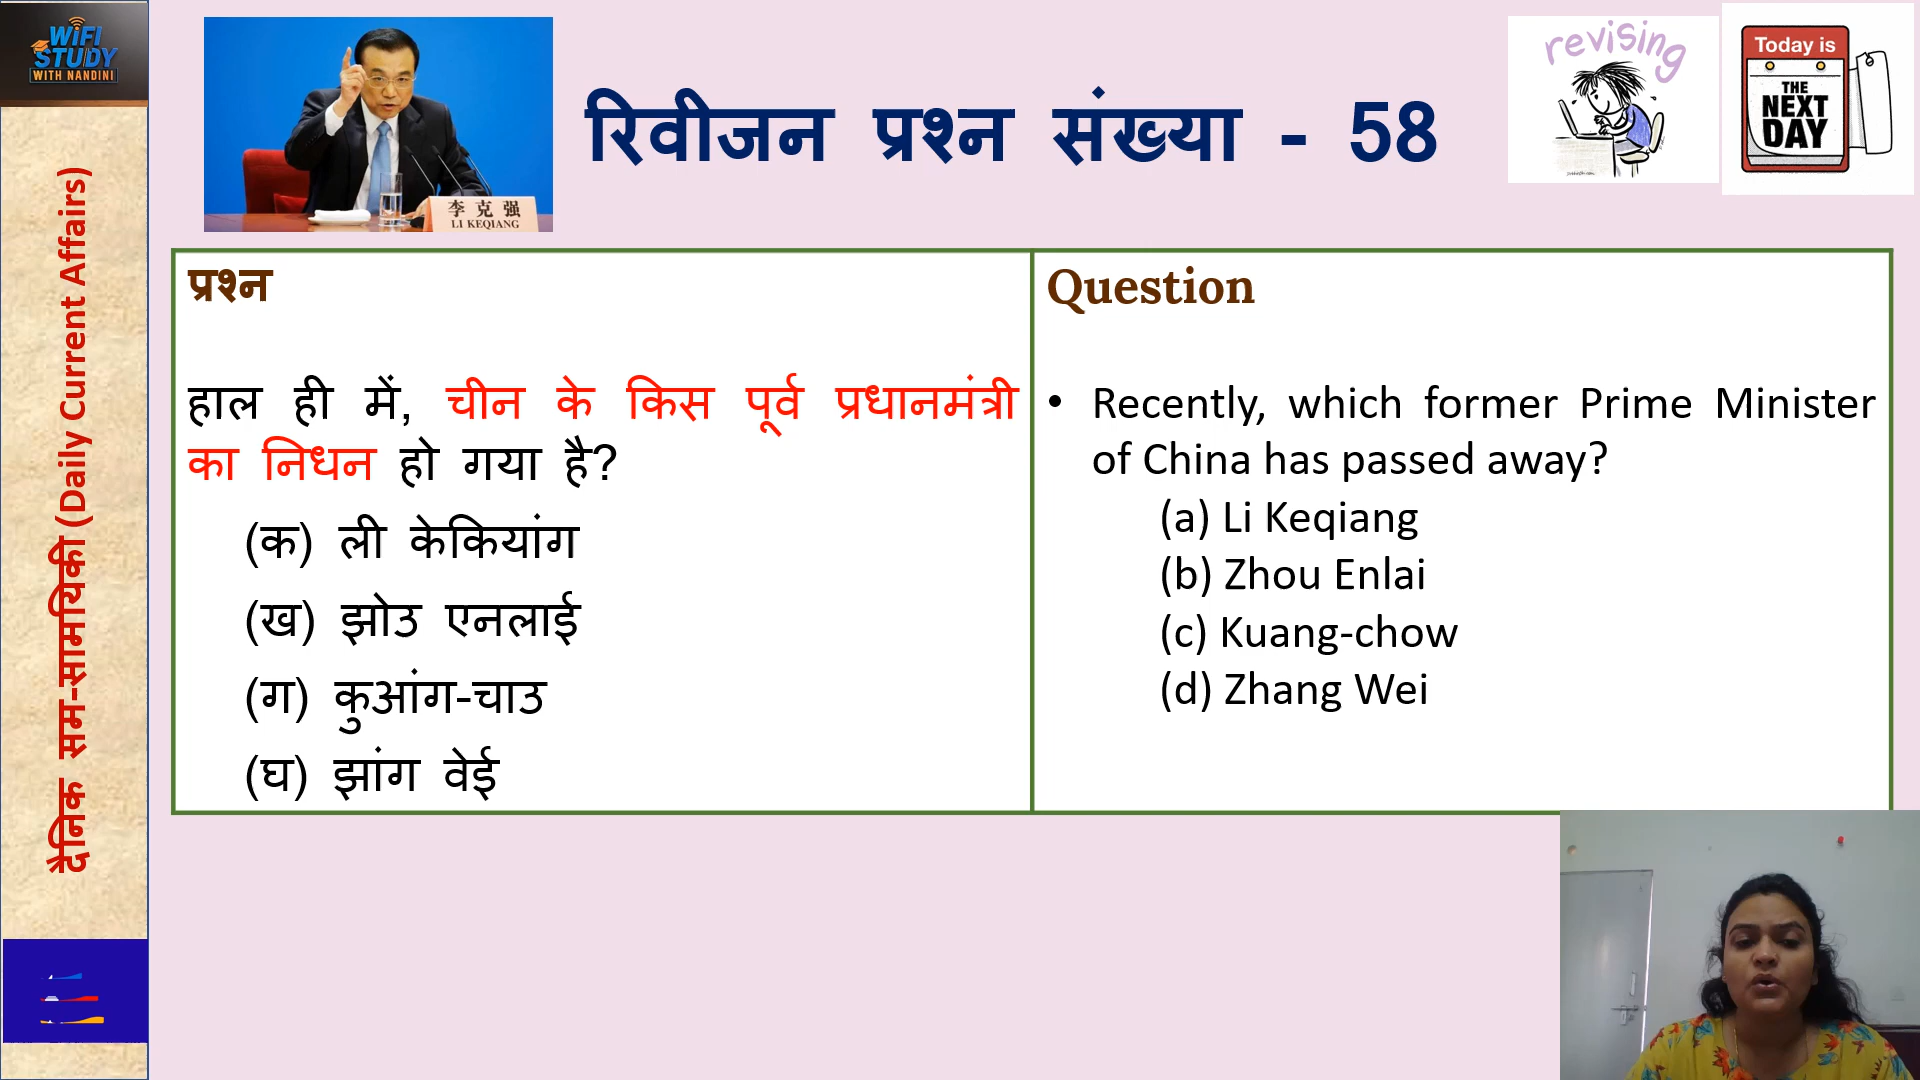 WiFi
STUDY
WITH NANDINI
दैनिक सम-सामयिकी (Daily Current Affairs)
李克强
LI KEQIANG
रिवीजन प्रश्न संख्या - 58
revising
Today is
THE
NEXT
DAY
प्रश्न
हाल ही में, चीन के किस पूर्व प्रधानमंत्री
का निधन हो गया है?
(क) ली केकियांग
(ख) झोउ एनलाई
(ग) कुआंग-चाउ
(घ) झांग वेई
Question
• Recently, which former Prime Minister
of China has passed away?
(a) Li Keqiang
(b) Zhou Enlai
(c) Kuang-chow
(d) Zhang Wei